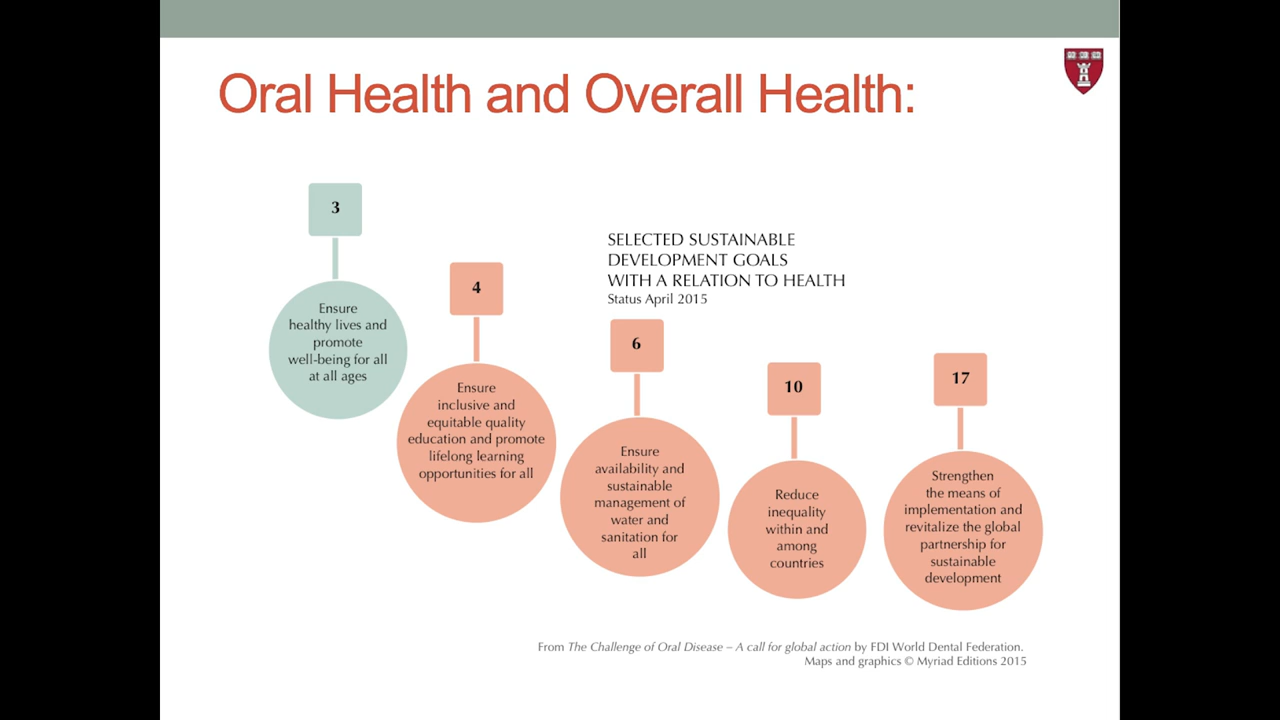 Oral Health and Overall Health:
3
Ensure
healthy lives and
promote
well-being for all
at all ages
4
Ensure
inclusive and
equitable quality
education and promote
lifelong learning
opportunities for all
SELECTED SUSTAINABLE
DEVELOPMENT GOALS
WITH A RELATION TO HEALTH
Status April 2015
6
Ensure
availability and
sustainable
management of
water and
sanitation for
all
10
Reduce
inequality
within and
among
countries
17
Strengthen
the means of
implementation and
revitalize the global
partnership for
sustainable
development
From The Challenge of Oral Disease – A call for global action by FDI World Dental Federation.
Maps and graphics © Myriad Editions 2015